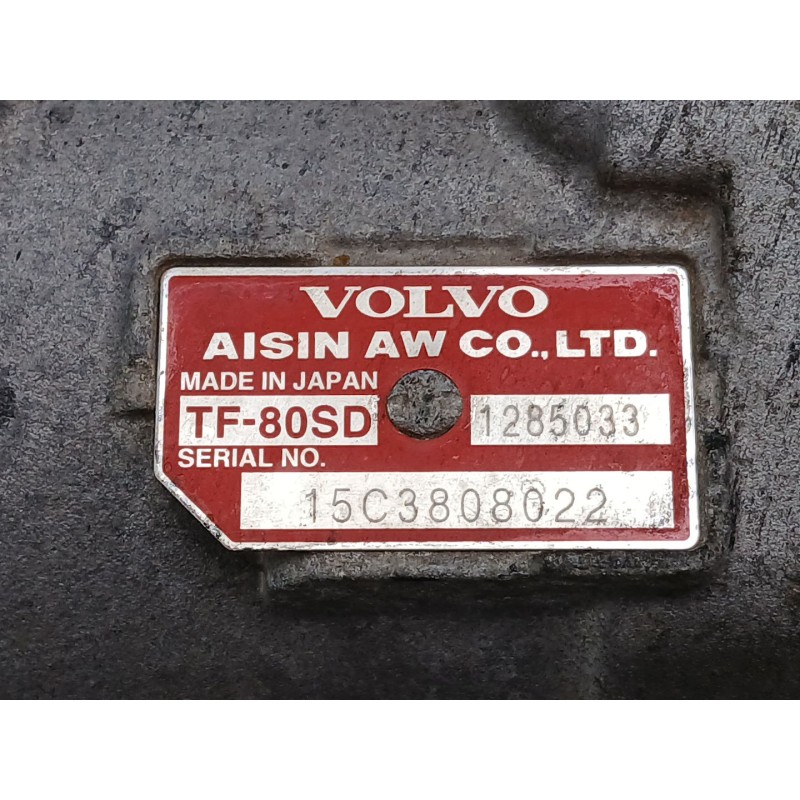 VOLVO
AISIN AW CO., LTD.
MADE IN JAPAN
TF-80SD 1285033
SERIAL NO.
15C3808022